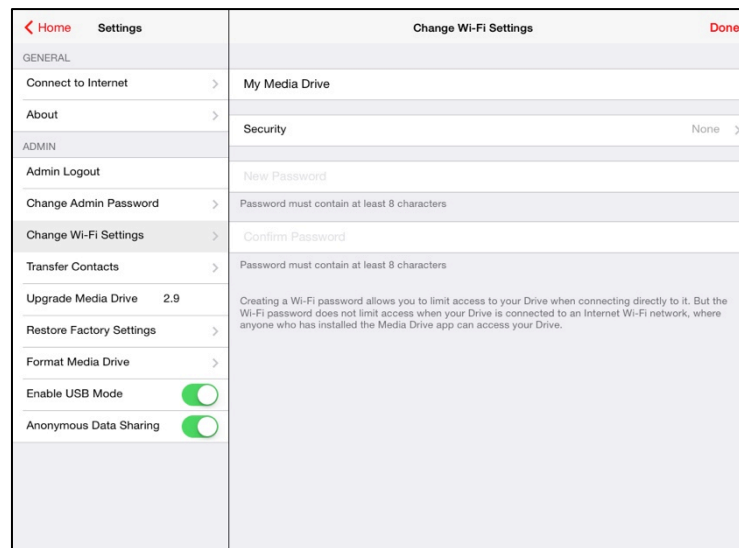 Home Settings
GENERAL
Connect to Internet
About
ADMIN
Admin Logout
Change Admin Password
Change Wi-Fi Settings
Transfer Contacts
Upgrade Media Drive 2.9
Restore Factory Settings
Format Media Drive
Enable USB Mode
Anonymous Data Sharing
Change Wi-Fi Settings Done
My Media Drive
Security None
New Password
Password must contain at least 8 characters
Confirm Password
Password must contain at least 8 characters
Creating a Wi-Fi password allows you to limit access to your Drive when connecting directly to it. But the
Wi-Fi password does not limit access when your Drive is connected to an Internet Wi-Fi network, where
anyone who has installed the Media Drive app can access your Drive.